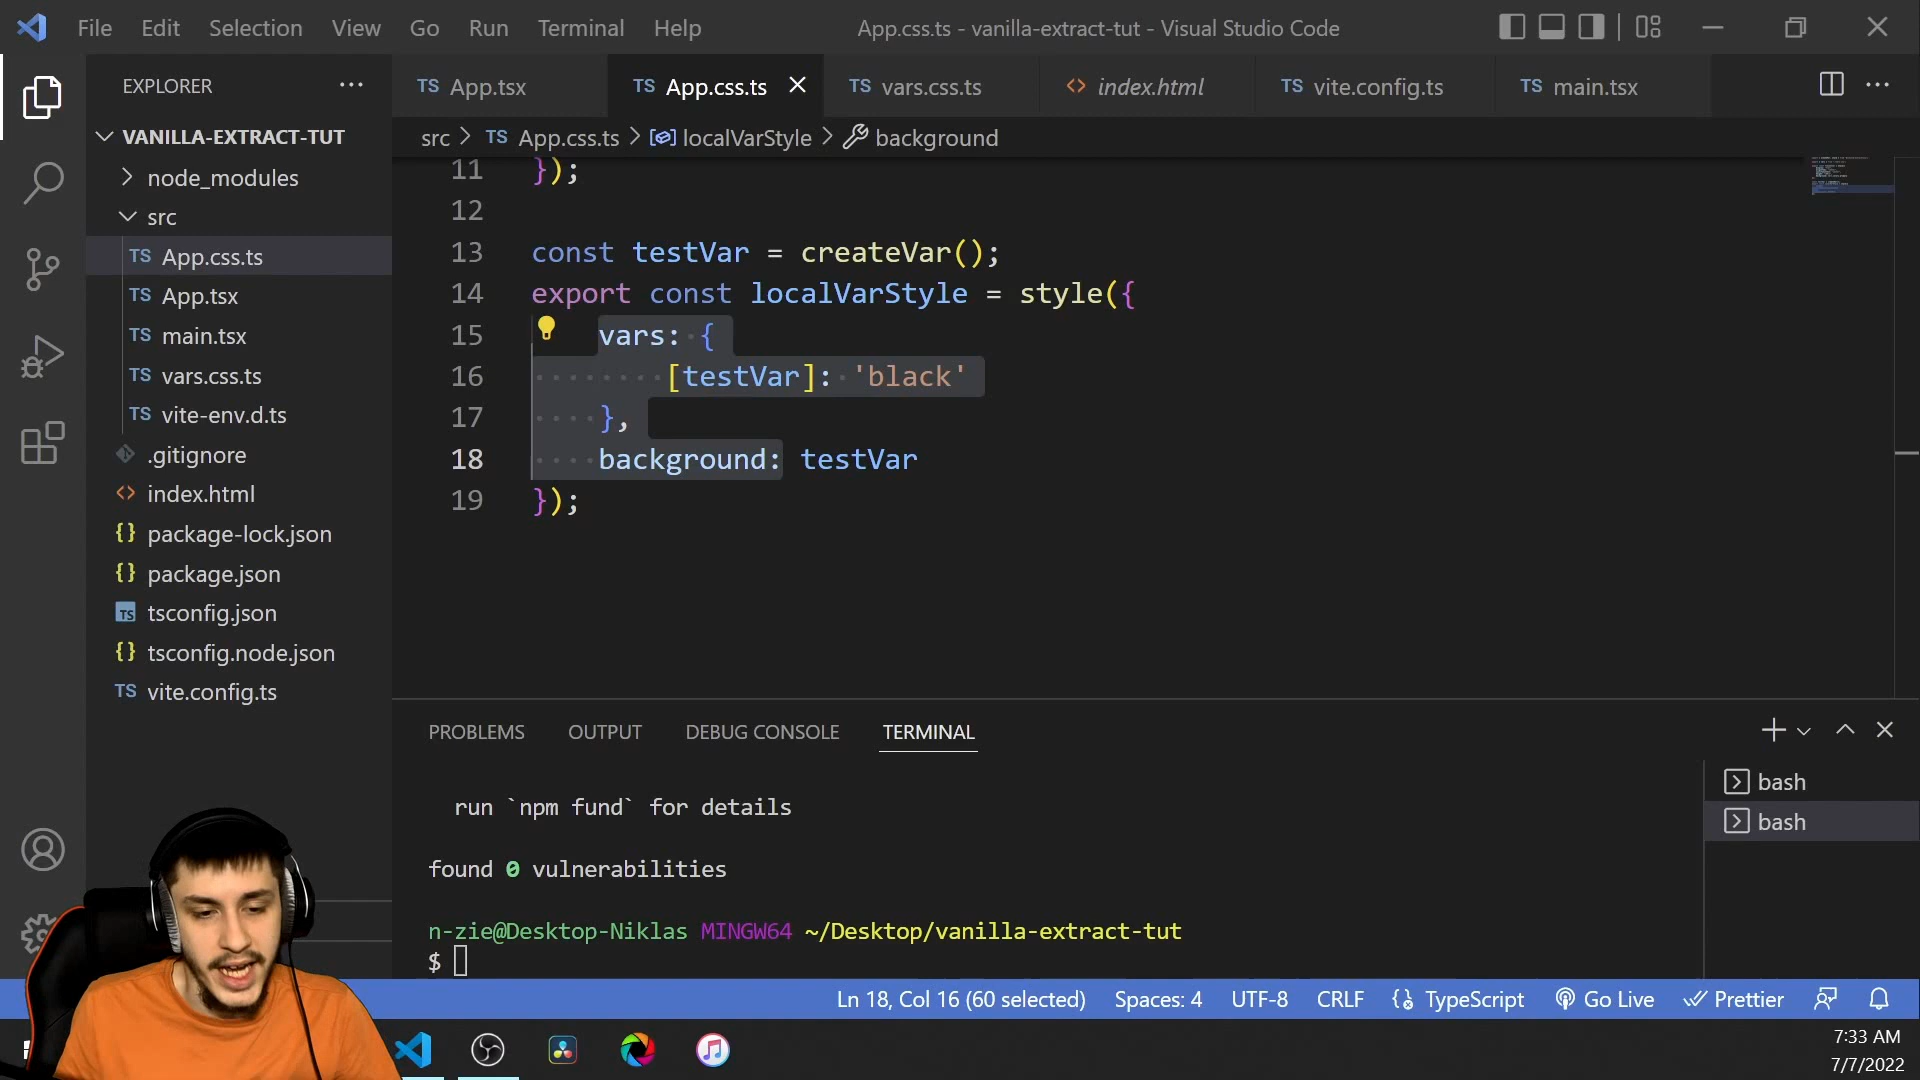 File Edit Selection View Go Run Terminal Help
App.css.ts - vanilla-extract-tut - Visual Studio Code
EXPLORER
VANILLA-EXTRACT-TUT
node_modules
src
TS App.css.ts
TS App.tsx
TS main.tsx
TS vars.css.ts
TS vite-env.d.ts
.gitignore
<> index.html
{} package-lock.json
{} package.json
TS tsconfig.json
{} tsconfig.node.json
TS vite.config.ts
TS App.tsx
TS App.css.ts
TS vars.css.ts
<> index.html
TS vite.config.ts
TS main.tsx
src > TS App.css.ts > localVarStyle > background
11 });
12
13 const testVar = createVar();
14 export const localVarStyle = style({
15 vars: {
16 [testVar]: 'black'
17 },
18 background: testVar
19 });
PROBLEMS OUTPUT DEBUG CONSOLE TERMINAL
run `npm fund` for details
found 0 vulnerabilities
n-zie@Desktop-Niklas MINGW64 ~/Desktop/vanilla-extract-tut
$
bash
bash
Ln 18, Col 16 (60 selected) Spaces: 4 UTF-8 CRLF TypeScript Go Live Prettier
7:33 AM
7/7/2022